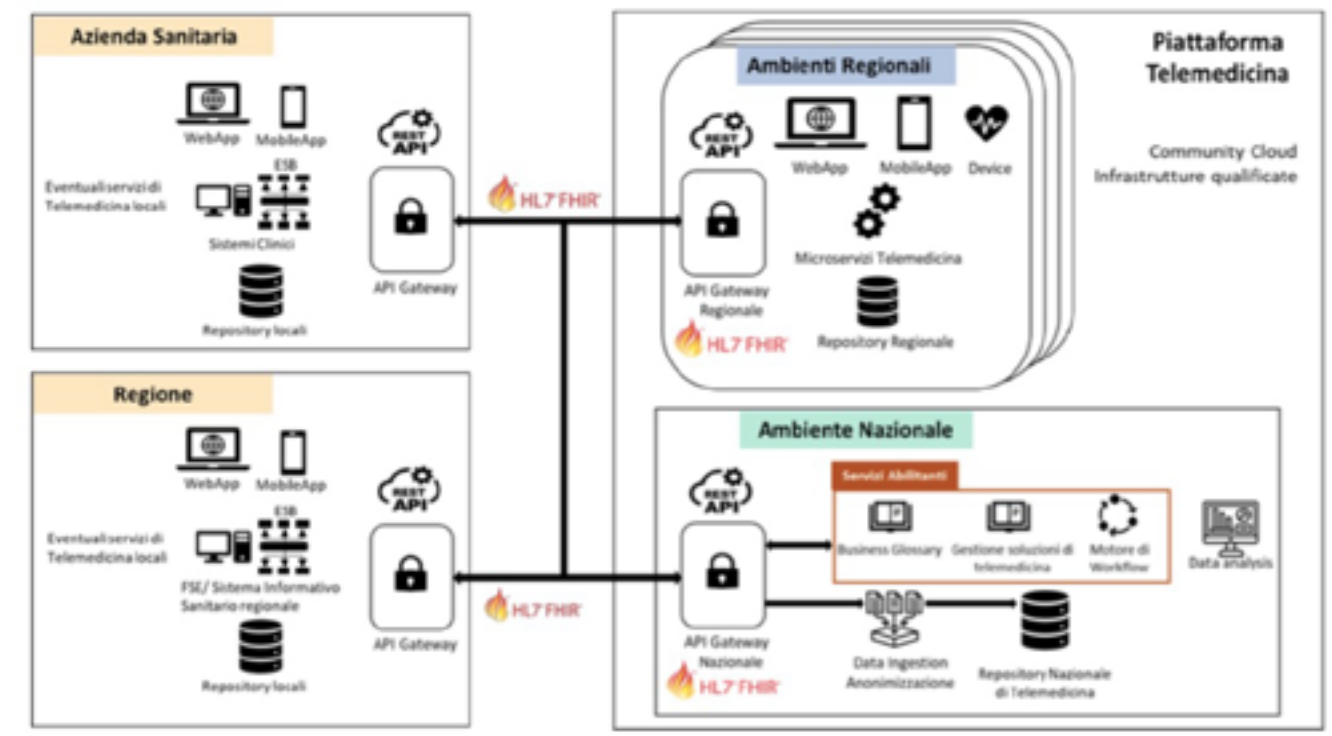 Azienda Sanitaria
WebApp
MobileApp
REST
API
ESB
Eventuali servizi di
Telemedicina locali
Sistemi Clinici
Repository locali
API Gateway
HL7 FHIR
Regione
WebApp
MobileApp
REST
API
ESB
Eventuali servizi di
Telemedicina locali
FSE/ Sistema Informativo
Sanitario regionale
Repository locali
API Gateway
HL7 FHIR
Piattaforma
Telemedicina
Community Cloud
Infrastrutture qualificate
Ambienti Regionali
REST
API
WebApp
MobileApp
Device
Microservizi Telemedicina
API Gateway
Regionale
HL7 FHIR
Repository Regionale
Ambiente Nazionale
REST
API
Servizi Abilitanti
Business Glossary
Gestione soluzioni di
telemedicina
Motore di
Workflow
Data analysis
API Gateway
Nazionale
HL7 FHIR
Data Ingestion
Anonimizzazione
Repository Nazionale
di Telemedicina